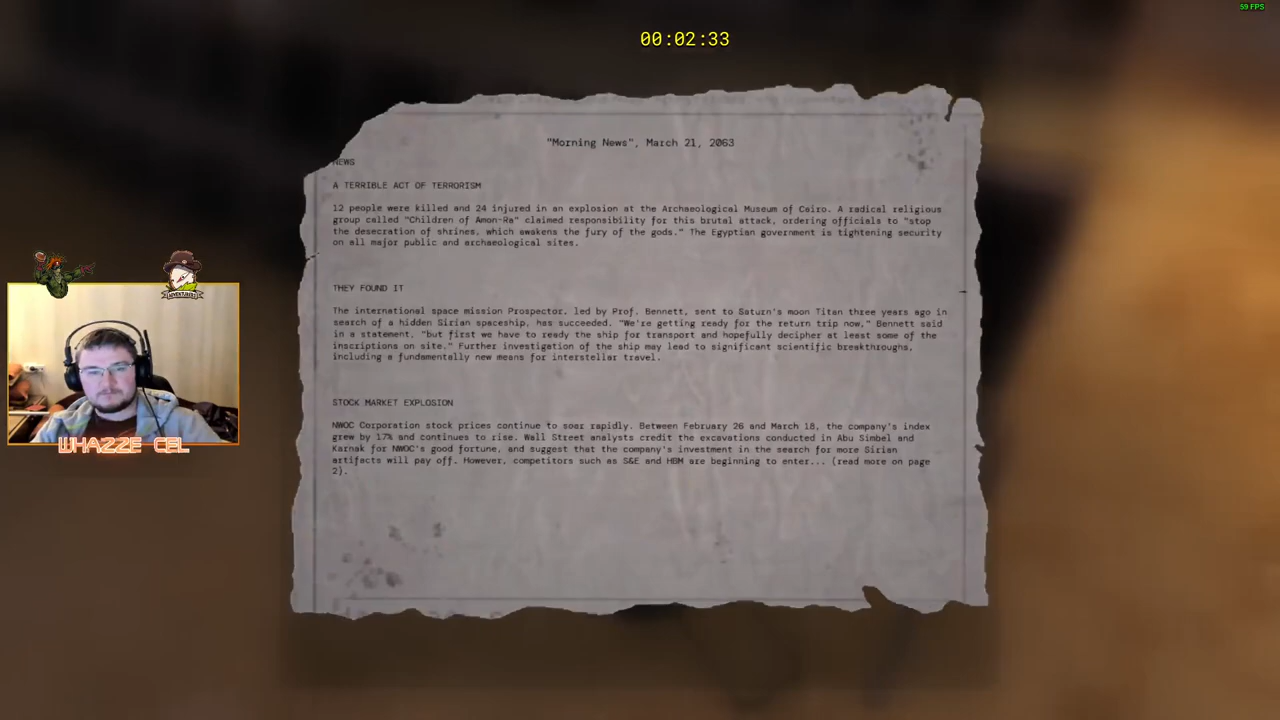 59 FPS
00:02:33
"Morning News", March 21, 2063
NEWS
A TERRIBLE ACT OF TERRORISM
12 people were killed and 24 injured in an explosion at the Archaeological Museum of Cairo. A radical religious
group called "Children of Amon-Ra" claimed responsibility for this brutal attack, ordering officials to "stop
the desecration of shrines, which awakens the fury of the gods." The Egyptian government is tightening security
on all major public and archaeological sites.
THEY FOUND IT
The international space mission Prospector, led by Prof. Bennett, sent to Saturn's moon Titan three years ago in
search of a hidden Sirian spaceship, has succeeded. "We're getting ready for the return trip now," Bennett said
in a statement, "but first we have to ready the ship for transport and hopefully decipher at least some of the
inscriptions on site." Further investigation of the ship may lead to significant scientific breakthroughs,
including a fundamentally new means for interstellar travel.
STOCK MARKET EXPLOSION
NWOC Corporation stock prices continue to soar rapidly. Between February 26 and March 18, the company's index
grew by 17% and continues to rise. Wall Street analysts credit the excavations conducted in Abu Simbel and
Karnak for NWOC's good fortune, and suggest that the company's investment in the search for more Sirian
artifacts will pay off. However, competitors such as S&E and HBM are beginning to enter... (read more on page
2).
WHAZZE CEL